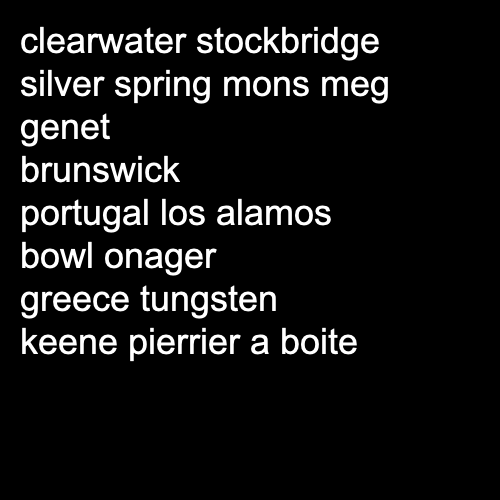 clearwater stockbridge
silver spring mons meg
genet
brunswick
portugal los alamos
bowl onager
greece tungsten
keene pierrier a boite